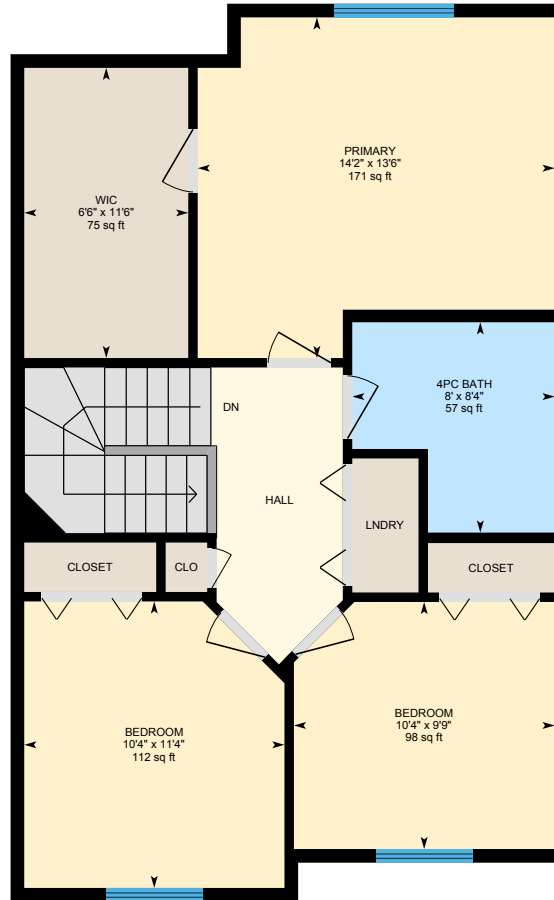 PRIMARY
14'2" x 13'6"
171 sq ft
WIC
6'6" x 11'6"
75 sq ft
4PC BATH
8' x 8'4"
57 sq ft
DN
HALL
LNDRY
CLOSET
CLO
CLOSET
BEDROOM
10'4" x 11'4"
112 sq ft
BEDROOM
10'4" x 9'9"
98 sq ft